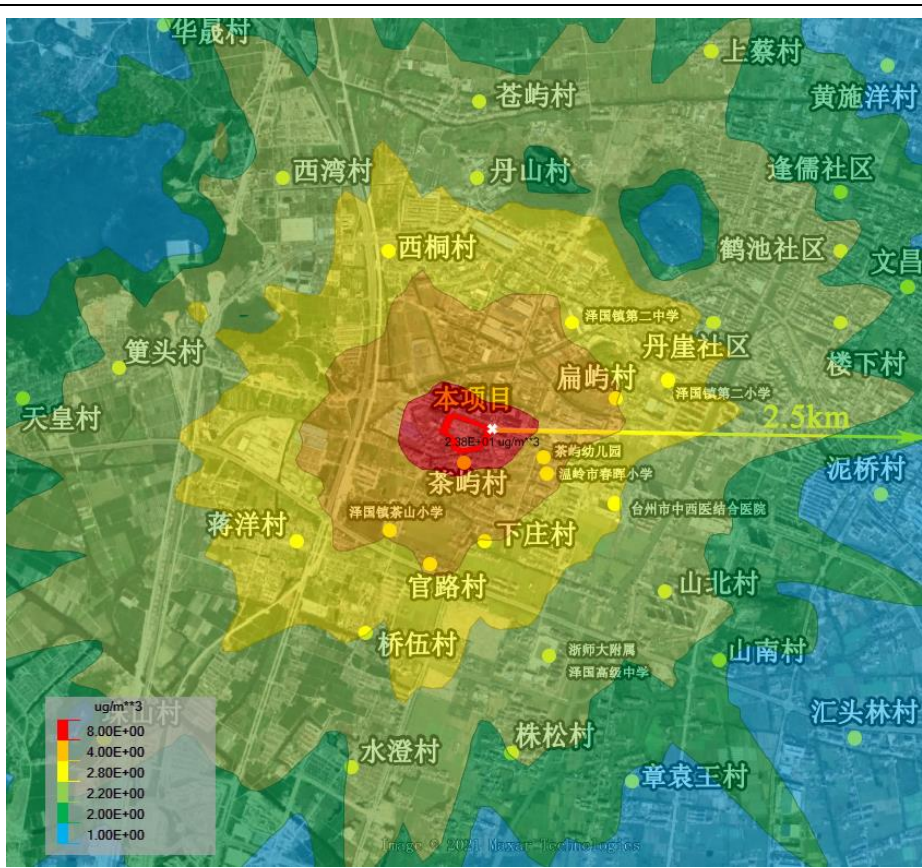 华晟村
上蔡村
苍屿村
黄施洋村
西湾村
丹山村
逢儒社区
西桐村
鹤池社区
文昌
泽国镇第二中学
丹崖社区
篁头村
扁屿村
楼下村
泽国镇第二小学
天皇村
本项目
2.5km
2.38E+01 ug/m**3
茶屿幼儿园
温岭市春晖小学
泥桥村
茶屿村
泽国镇茶山小学
台州市中西医结合医院
蒋洋村
下庄村
官路村
山北村
桥伍村
浙师大附属
泽国高级中学
山南村
ug/m**3
汇头林村
8.00E+00
4.00E+00
株松村
水澄村
2.80E+00
2.20E+00
章袁王村
2.00E+00
1.00E+00
Image © 2021 Maxar Technologies